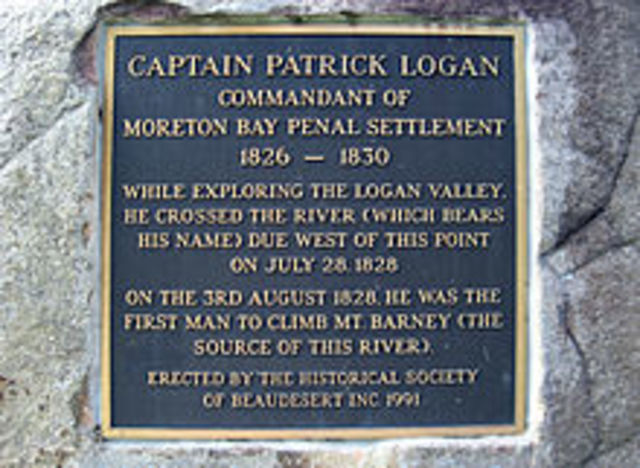 CAPTAIN PATRICK LOGAN
COMMANDANT OF
MORETON BAY PENAL SETTLEMENT
1826 — 1830
WHILE EXPLORING THE LOGAN VALLEY,
HE CROSSED THE RIVER (WHICH BEARS
HIS NAME) DUE WEST OF THIS POINT
ON JULY 28, 1828
ON THE 3RD AUGUST 1828, HE WAS THE
FIRST MAN TO CLIMB MT. BARNEY (THE
SOURCE OF THIS RIVER).
ERECTED BY THE HISTORICAL SOCIETY
OF BEAUDESERT INC. 1991